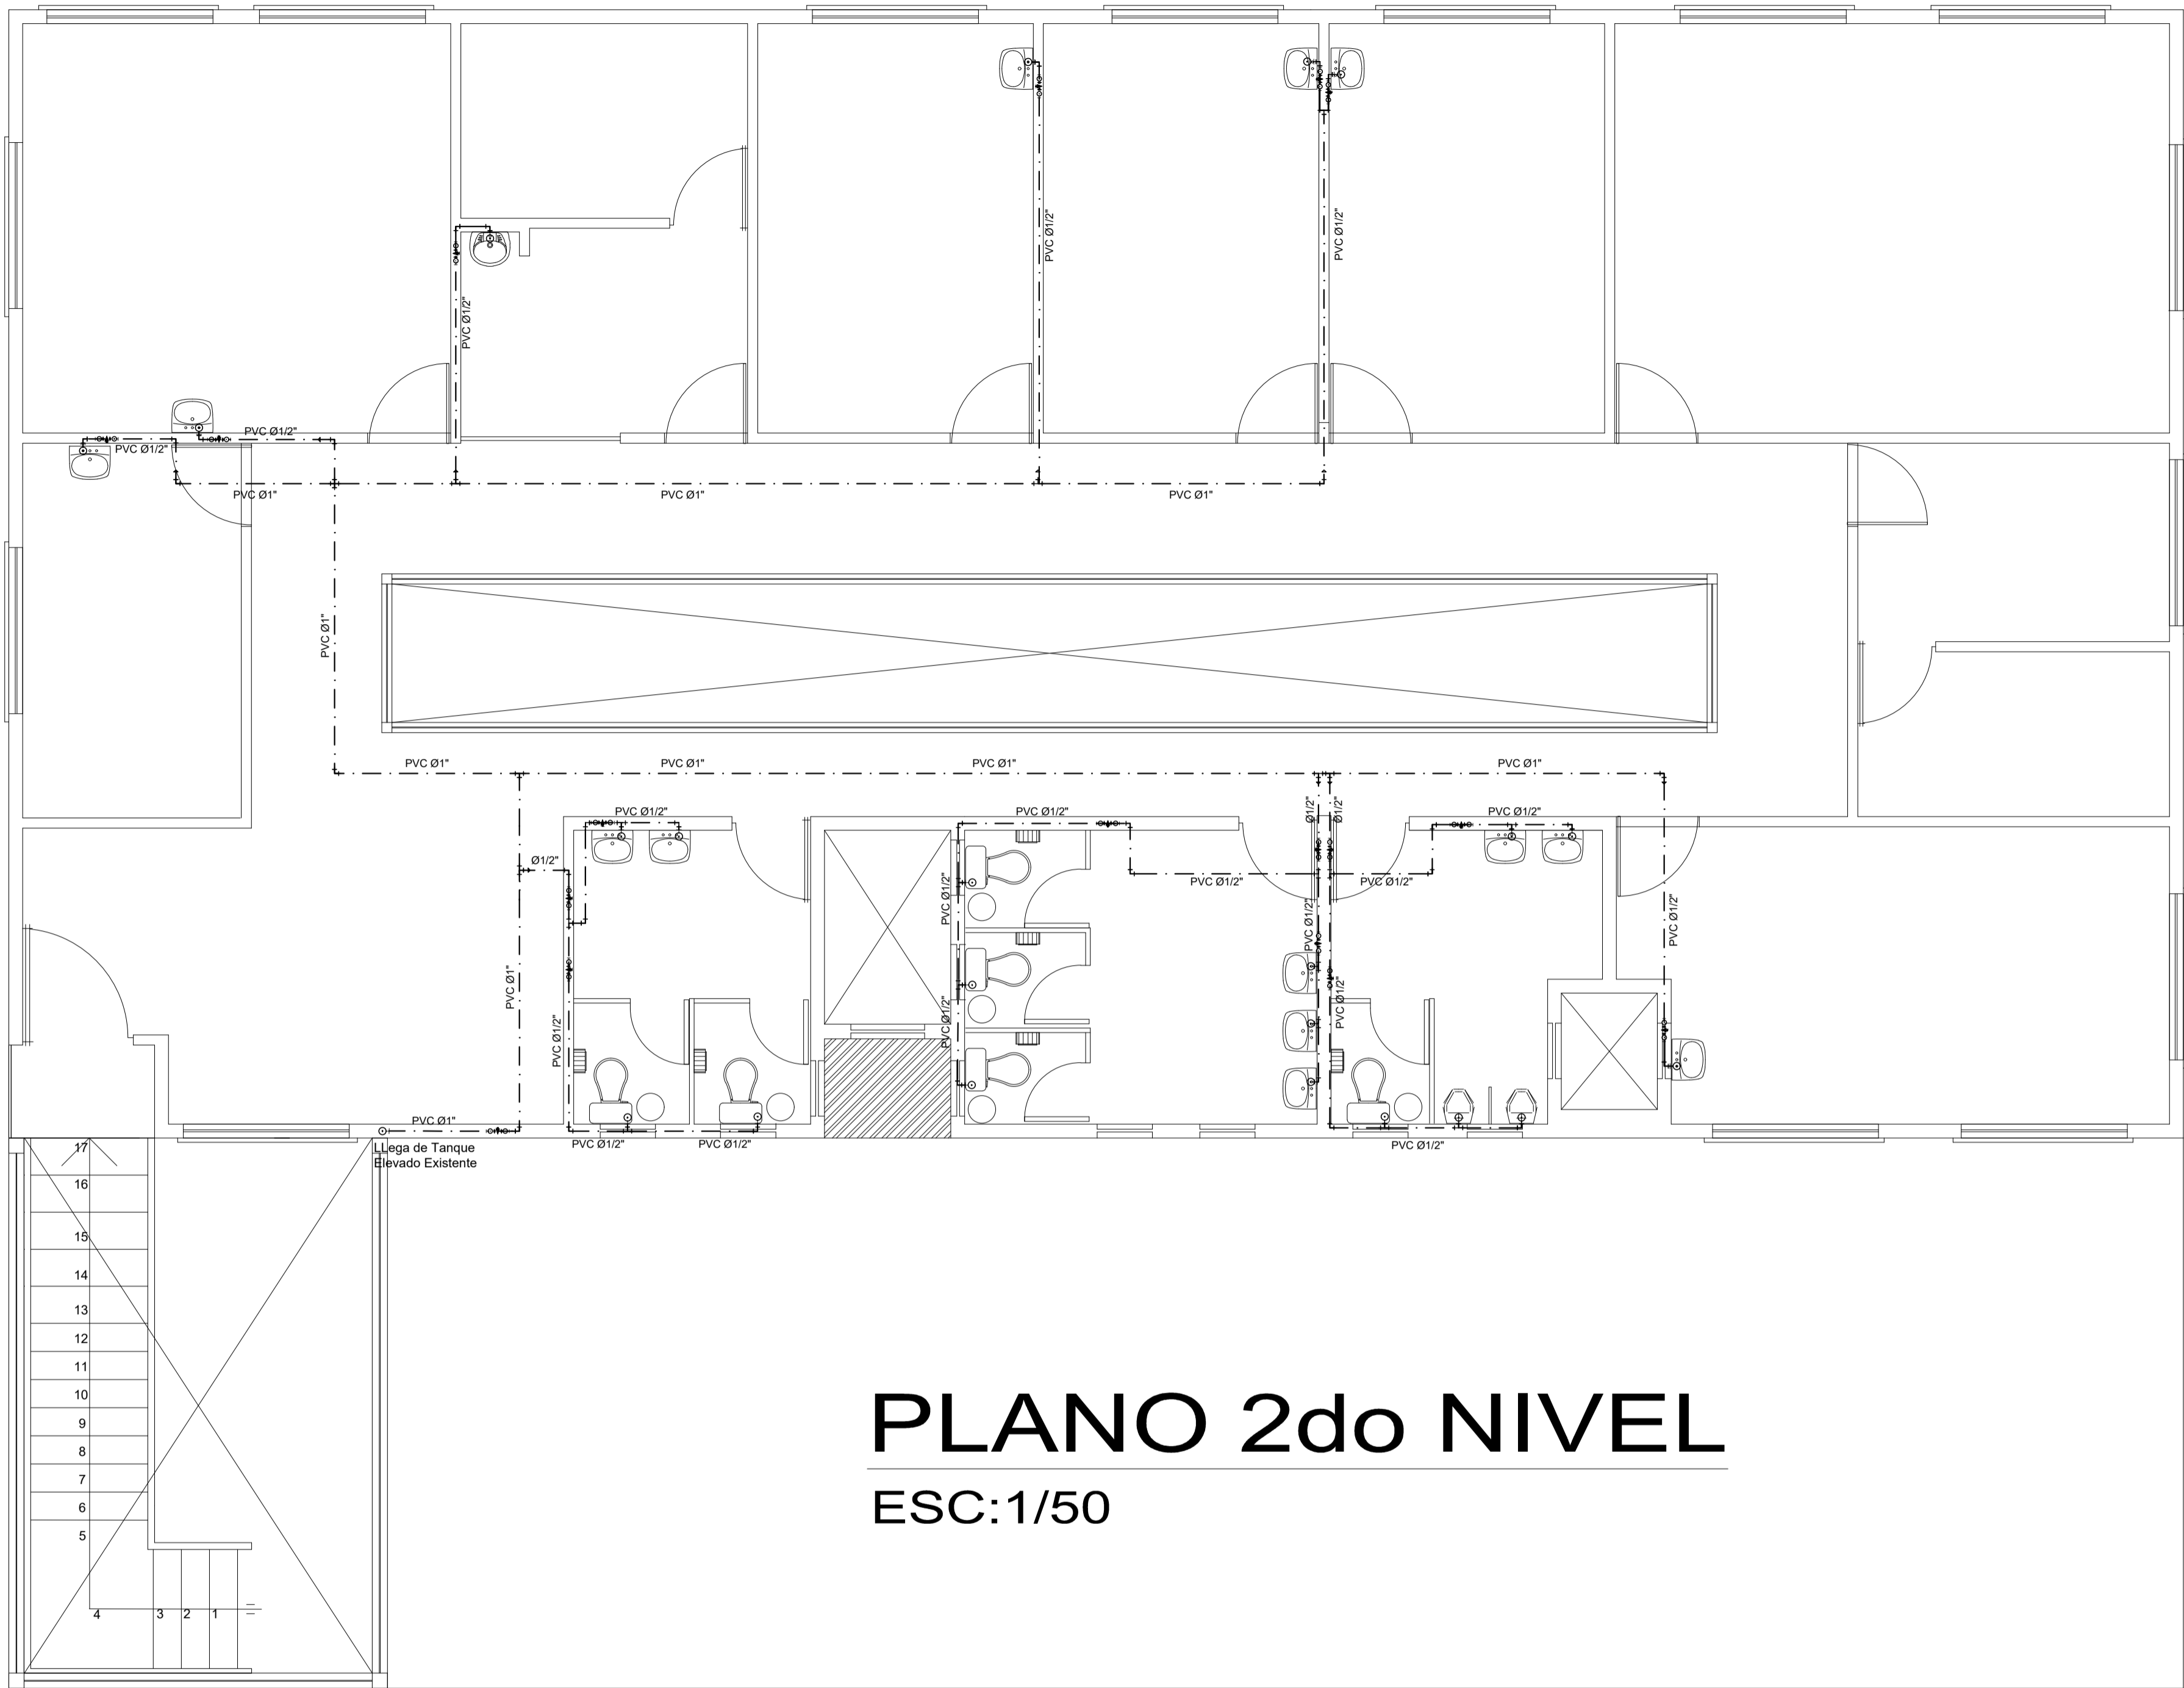 PVC Ø1/2"
PVC Ø1/2"
PVC Ø1/2"
PVC Ø1/2"
PVC Ø1/2"
PVC Ø1"
PVC Ø1"
PVC Ø1"
PVC Ø1"
PVC Ø1"
PVC Ø1"
PVC Ø1"
PVC Ø1"
PVC Ø1/2"
PVC Ø1/2"
Ø1/2"
Ø1/2"
PVC Ø1/2"
Ø1/2"
PVC Ø1/2"
PVC Ø1/2"
PVC Ø1/2"
PVC Ø1/2"
PVC Ø1/2"
PVC Ø1"
PVC Ø1/2"
PVC Ø1/2"
PVC Ø1/2"
PVC Ø1/2"
PVC Ø1"
LLega de Tanque
Elevado Existente
PVC Ø1/2"
PVC Ø1/2"
PVC Ø1/2"
17
16
15
14
13
12
11
10
9
8
7
6
5
4 3 2 1
PLANO 2do NIVEL
ESC:1/50